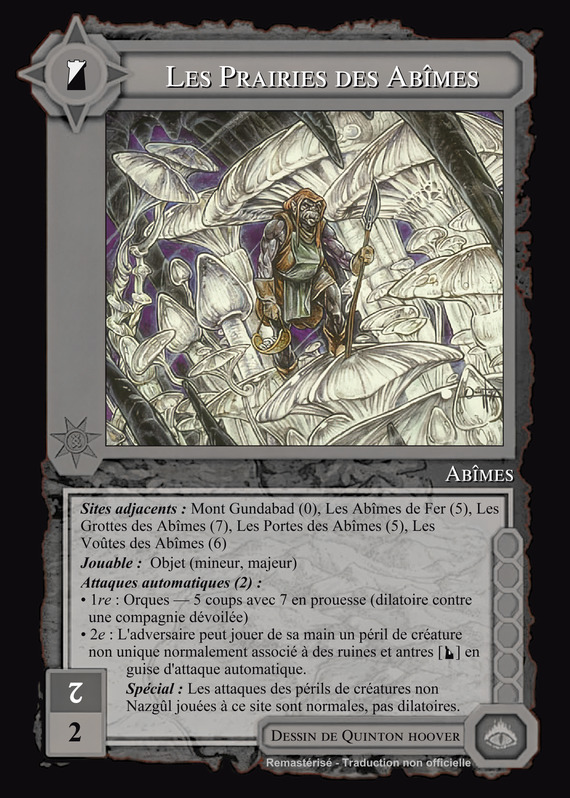 Les Prairies des Abîmes
Abîmes
Sites adjacents : Mont Gundabad (0), Les Abîmes de Fer (5), Les
Grottes des Abîmes (7), Les Portes des Abîmes (5), Les
Voûtes des Abîmes (6)
Jouable : Objet (mineur, majeur)
Attaques automatiques (2) :
• 1re : Orques — 5 coups avec 7 en prouesse (dilatoire contre
une compagnie dévoilée)
• 2e : L'adversaire peut jouer de sa main un péril de créature
non unique normalement associé à des ruines et antres [ ] en
guise d'attaque automatique.
Spécial : Les attaques des périls de créatures non
Nazgûl jouées à ce site sont normales, pas dilatoires.
2
2
Dessin de Quinton Hoover
Remastérisé - Traduction non officielle